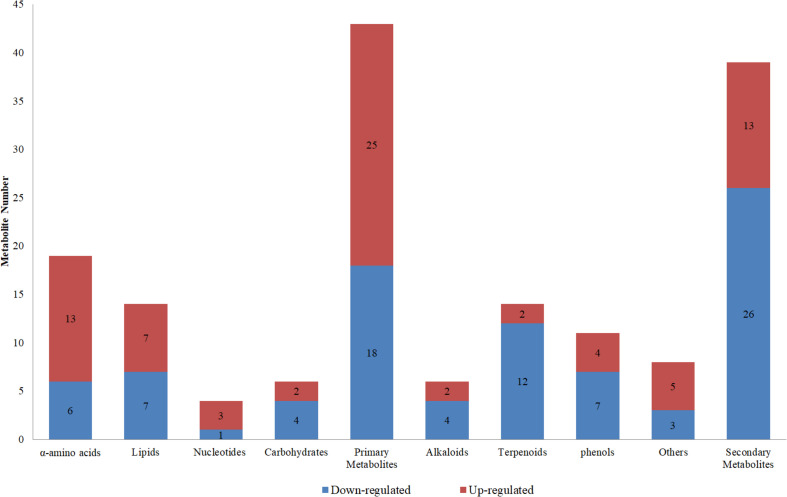 45
40
35
30
25
20
15
10
5
0
Metabolite Number
13
6
7
7
3
1
2
4
25
18
2
4
2
12
4
7
5
3
13
26
α-amino acids
Lipids
Nucleotides
Carbohydrates
Primary
Metabolites
Alkaloids
Terpenoids
phenols
Others
Secondary
Metabolites
Down-regulated
Up-regulated